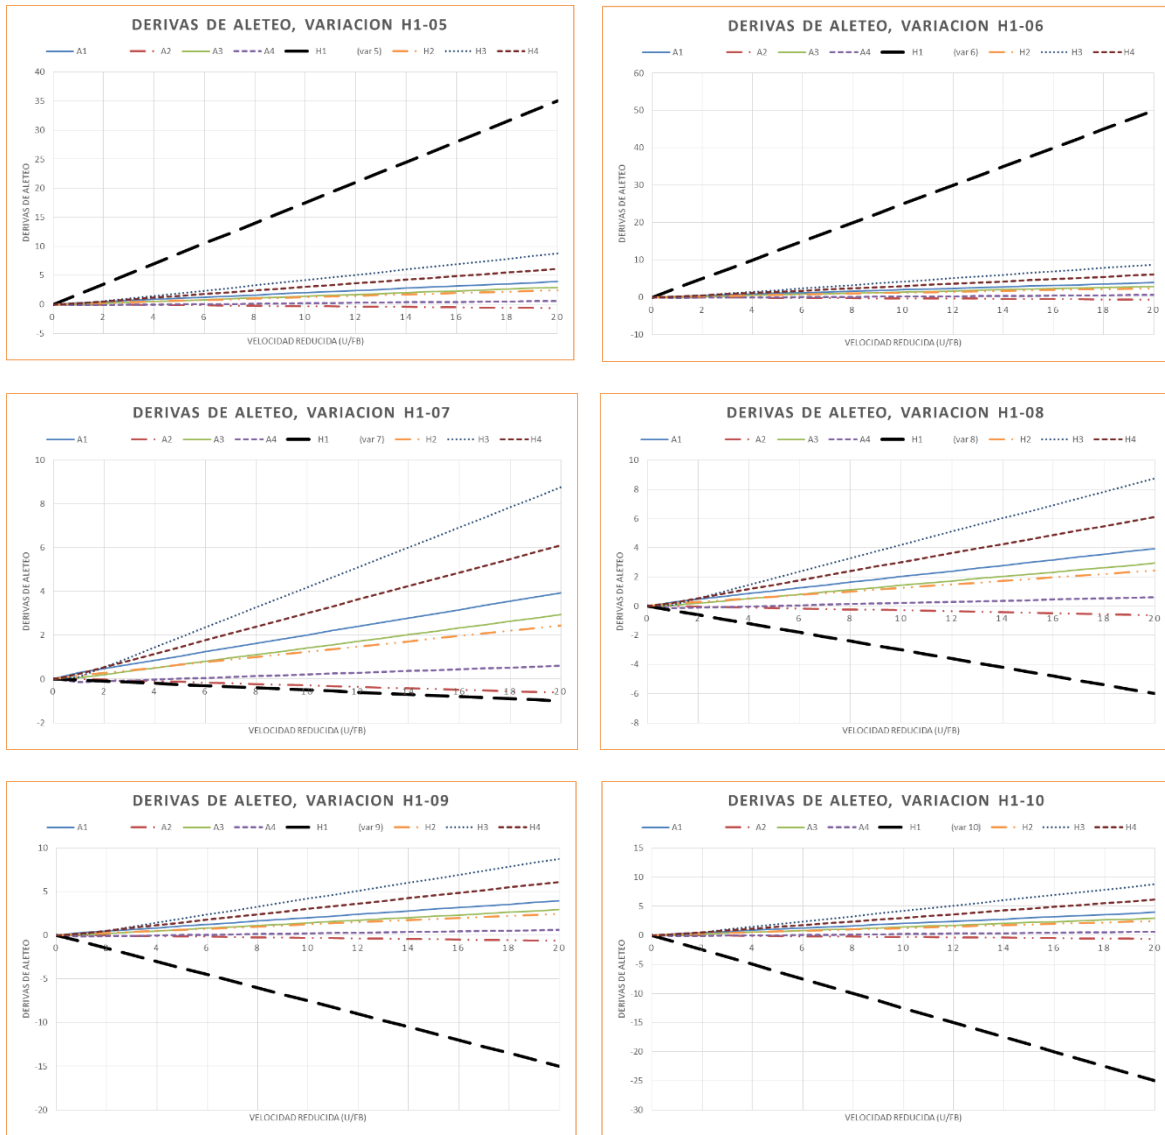 DERIVAS DE ALETEO, VARIACION H1-05
A1 A2 A3 A4 H1 (var 5) H2 H3 H4
40
35
30
25
20
15
10
5
0
-5
0 2 4 6 8 10 12 14 16 18 20
DERIVAS DE ALETEO
VELOCIDAD REDUCIDA (U/FB)
DERIVAS DE ALETEO, VARIACION H1-06
A1 A2 A3 A4 H1 (var 6) H2 H3 H4
60
50
40
30
20
10
0
-10
0 2 4 6 8 10 12 14 16 18 20
DERIVAS DE ALETEO
VELOCIDAD REDUCIDA (U/FB)
DERIVAS DE ALETEO, VARIACION H1-07
A1 A2 A3 A4 H1 (var 7) H2 H3 H4
10
8
6
4
2
0
-2
0 2 4 6 8 10 12 14 16 18 20
DERIVAS DE ALETEO
VELOCIDAD REDUCIDA (U/FB)
DERIVAS DE ALETEO, VARIACION H1-08
A1 A2 A3 A4 H1 (var 8) H2 H3 H4
10
8
6
4
2
0
-2
-4
-6
-8
0 2 4 6 8 10 12 14 16 18 20
DERIVAS DE ALETEO
VELOCIDAD REDUCIDA (U/FB)
DERIVAS DE ALETEO, VARIACION H1-09
A1 A2 A3 A4 H1 (var 9) H2 H3 H4
10
5
0
-5
-10
-15
-20
0 2 4 6 8 10 12 14 16 18 20
DERIVAS DE ALETEO
VELOCIDAD REDUCIDA (U/FB)
DERIVAS DE ALETEO, VARIACION H1-10
A1 A2 A3 A4 H1 (var 10) H2 H3 H4
15
10
5
0
-5
-10
-15
-20
-25
-30
0 2 4 6 8 10 12 14 16 18 20
DERIVAS DE ALETEO
VELOCIDAD REDUCIDA (U/FB)